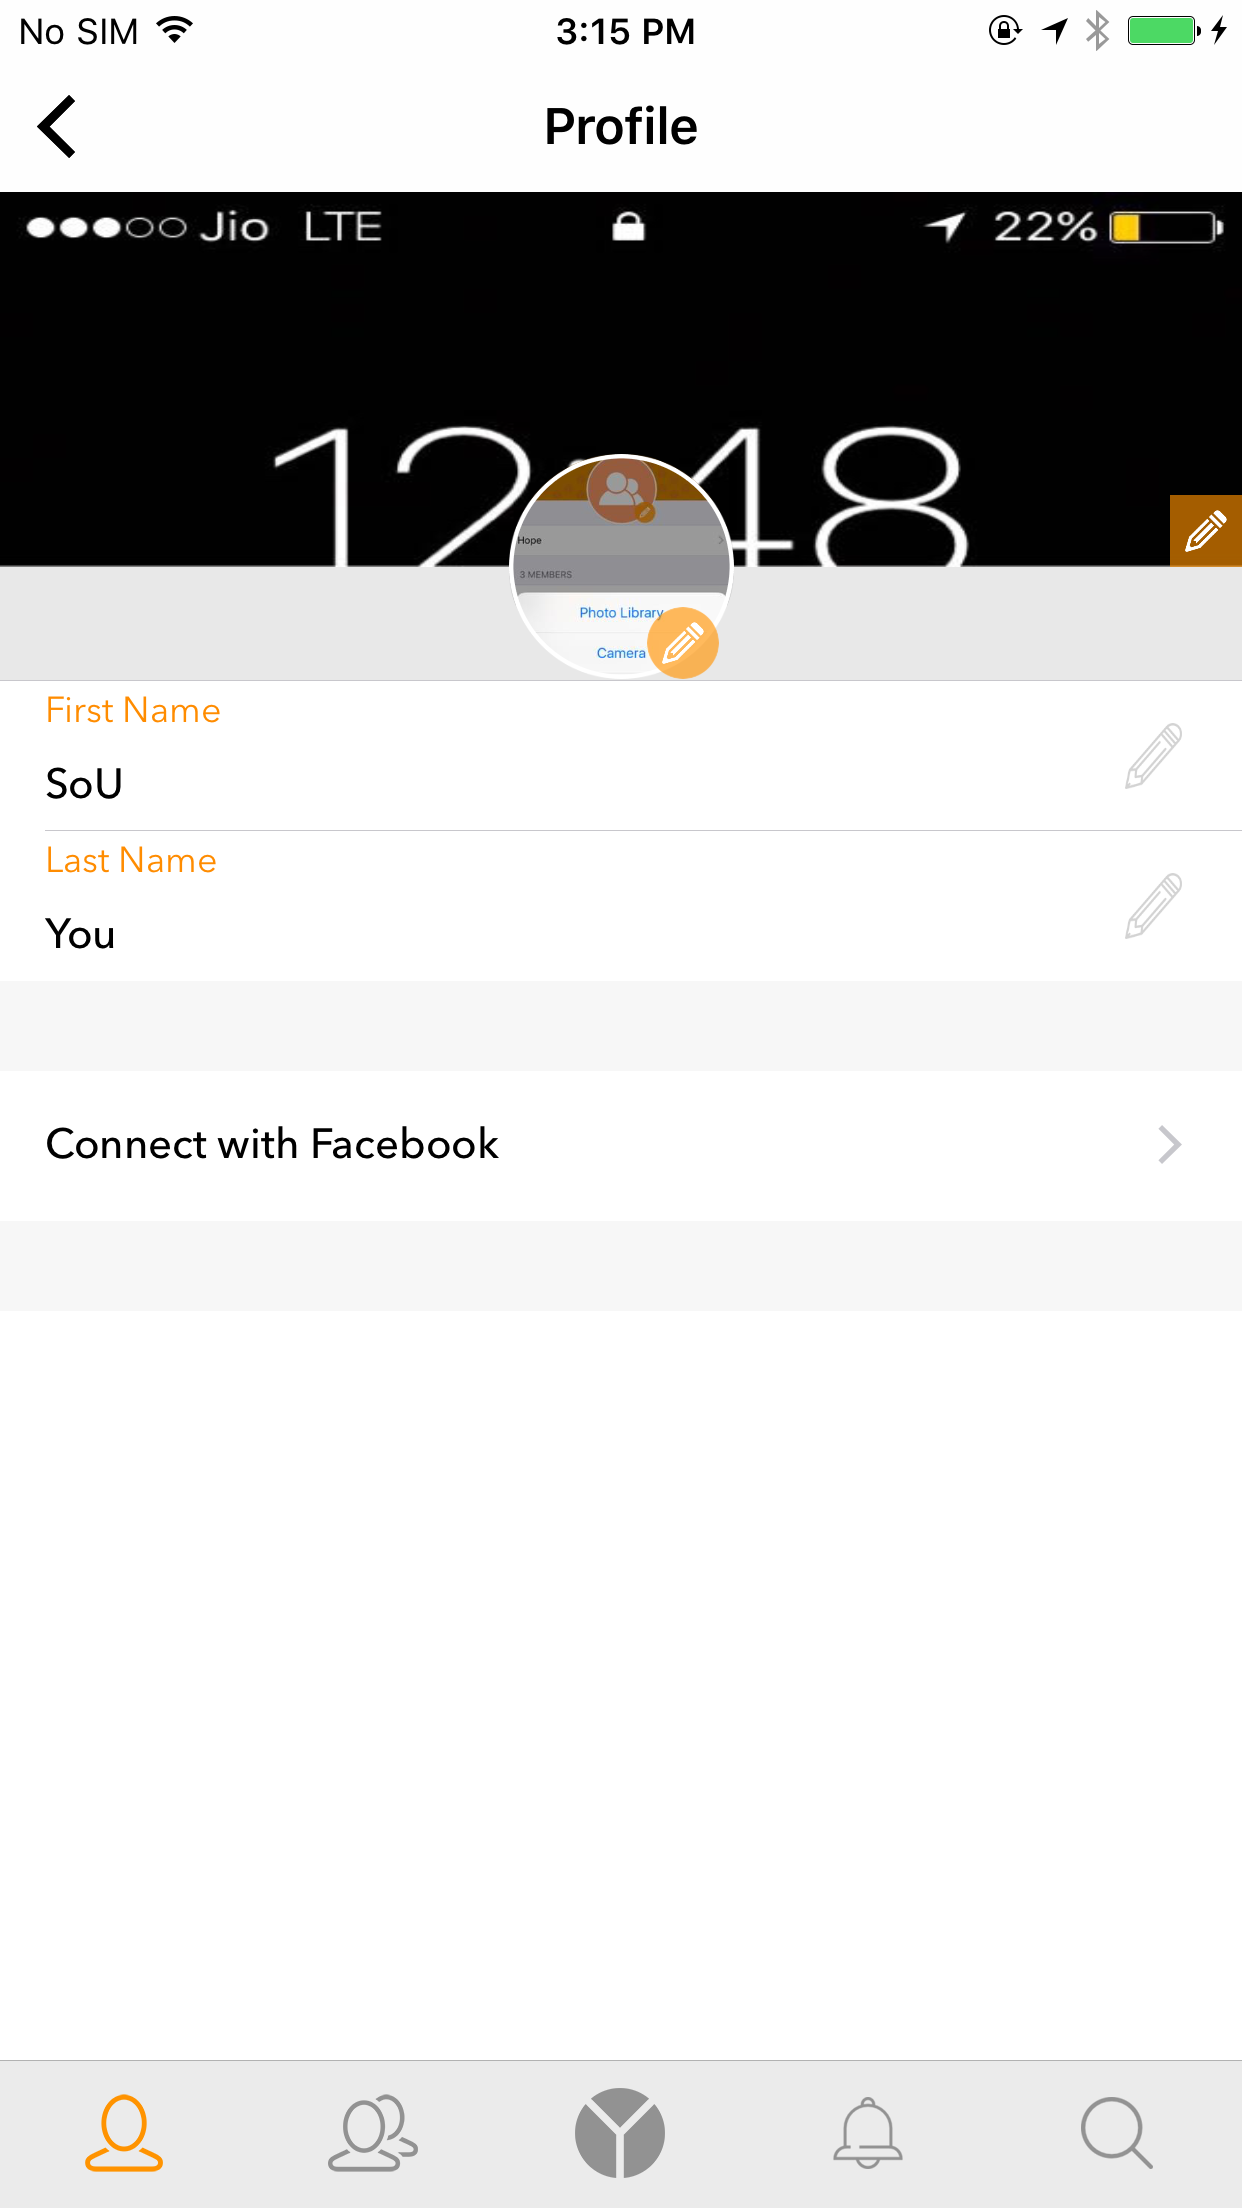 No SIM 3:15 PM
Profile
Jio LTE 22%
12:48
Hope
3 MEMBERS
Photo Library
Camera
First Name
SoU
Last Name
You
Connect with Facebook